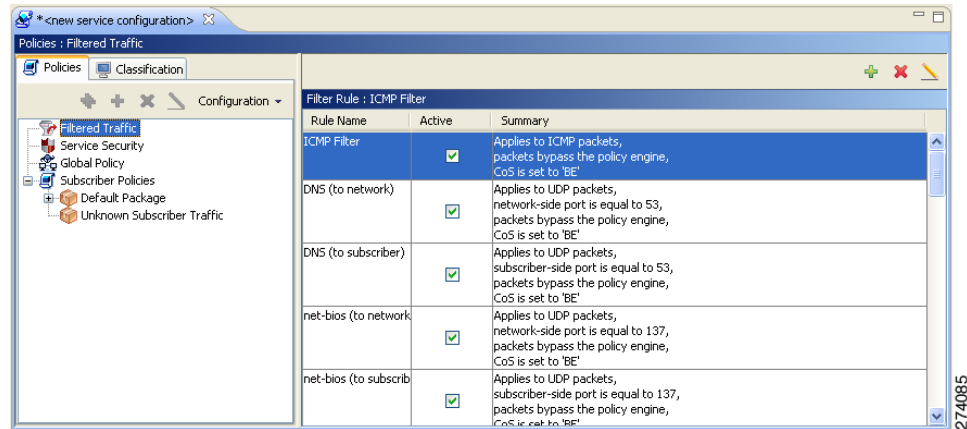 *<new service configuration>
Policies : Filtered Traffic
Policies
Classification
Configuration
Filtered Traffic
Service Security
Global Policy
Subscriber Policies
Default Package
Unknown Subscriber Traffic
Filter Rule : ICMP Filter
Rule Name Active Summary
ICMP Filter
Applies to ICMP packets,
packets bypass the policy engine,
CoS is set to 'BE'
DNS (to network)
Applies to UDP packets,
network-side port is equal to 53,
packets bypass the policy engine,
CoS is set to 'BE'
DNS (to subscriber)
Applies to UDP packets,
subscriber-side port is equal to 53,
packets bypass the policy engine,
CoS is set to 'BE'
net-bios (to network
Applies to UDP packets,
network-side port is equal to 137,
packets bypass the policy engine,
CoS is set to 'BE'
net-bios (to subscrib
Applies to UDP packets,
subscriber-side port is equal to 137,
packets bypass the policy engine,
CoS is set to 'BE'
274085